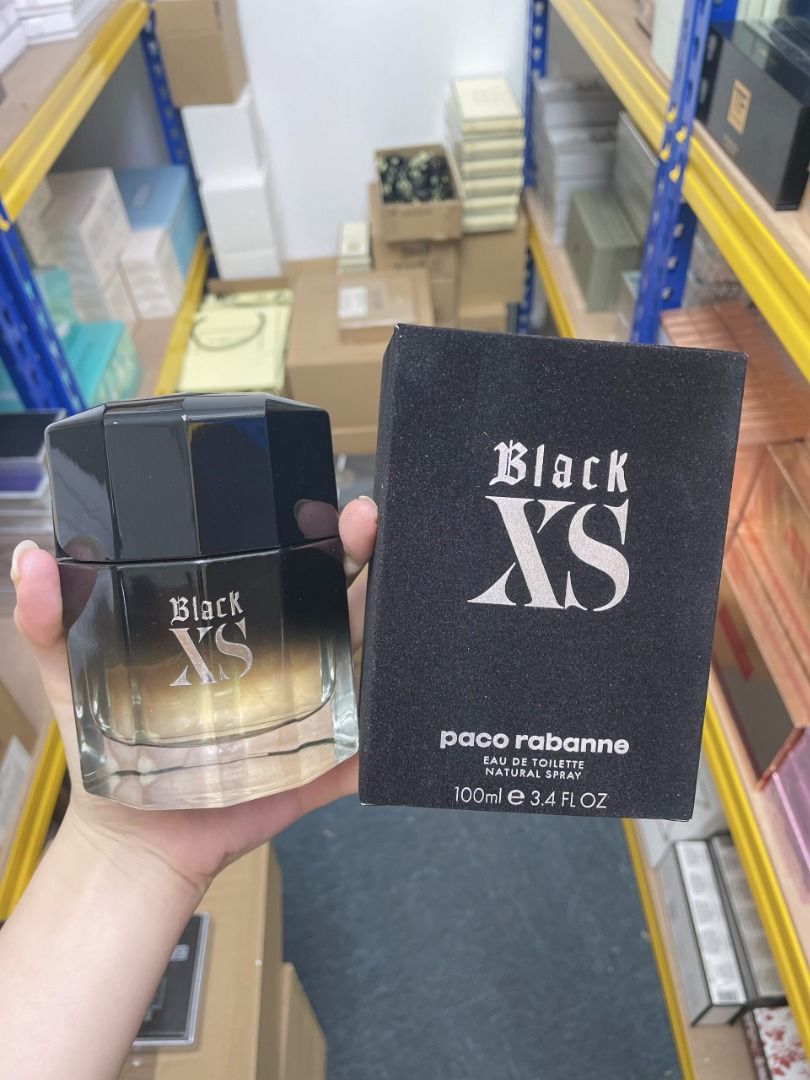 Black
XS
Black
XS
paco rabanne
EAU DE TOILETTE
NATURAL SPRAY
100ml e 3.4 FL OZ